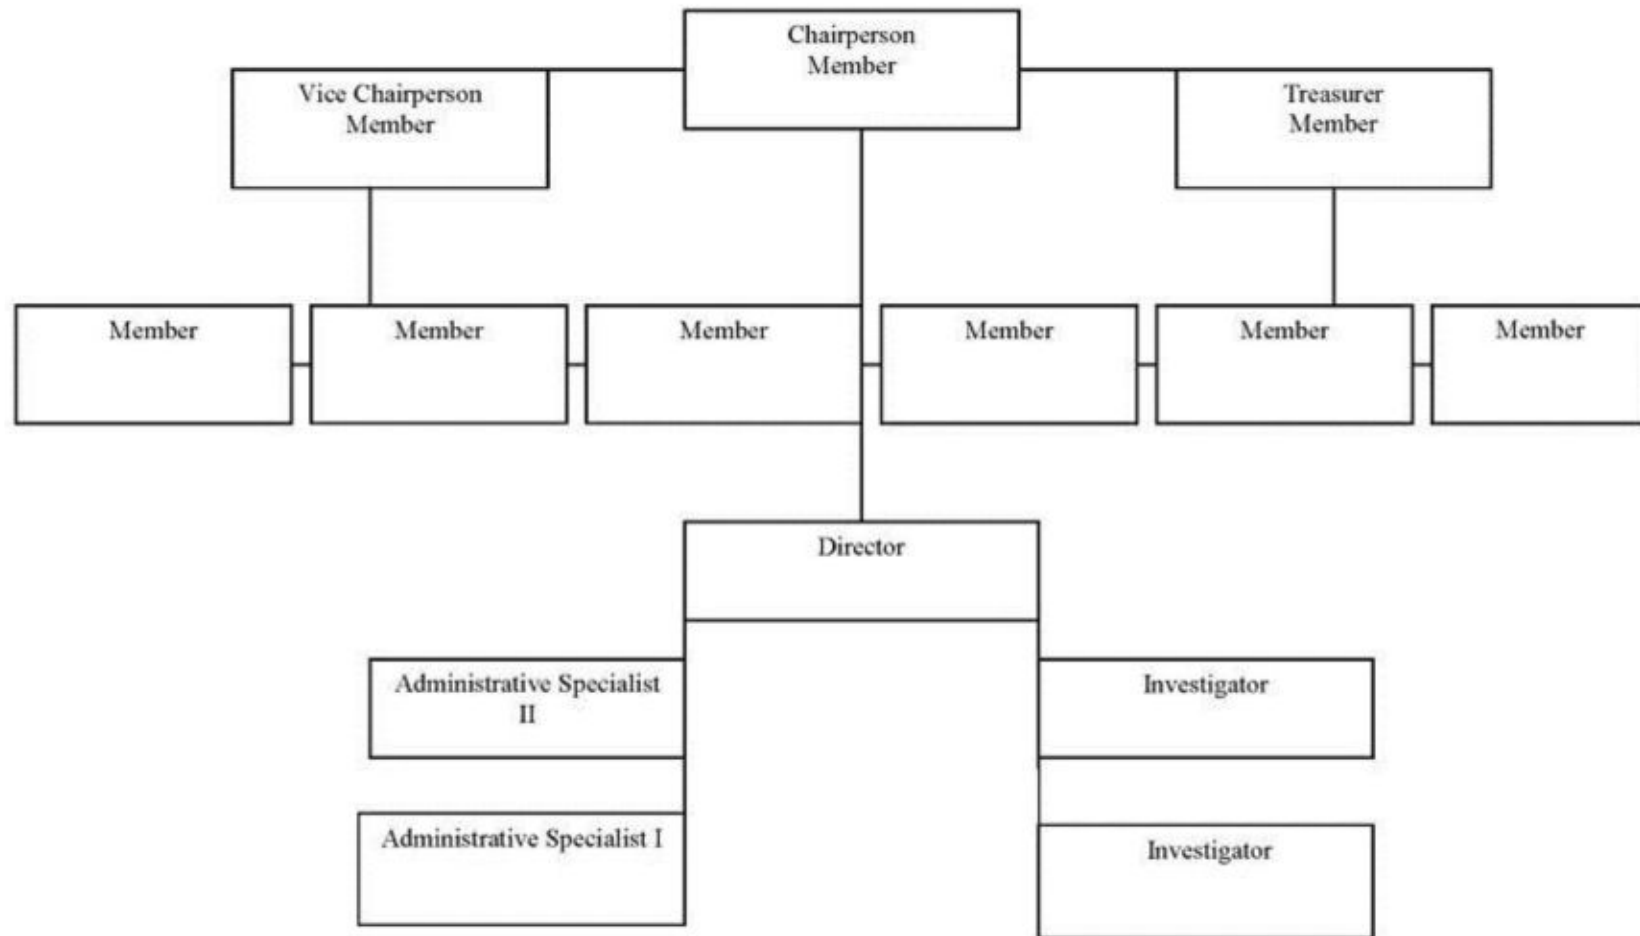 Chairperson
Member
Vice Chairperson
Member
Treasurer
Member
Member
Member
Member
Member
Member
Member
Director
Administrative Specialist
II
Investigator
Administrative Specialist I
Investigator